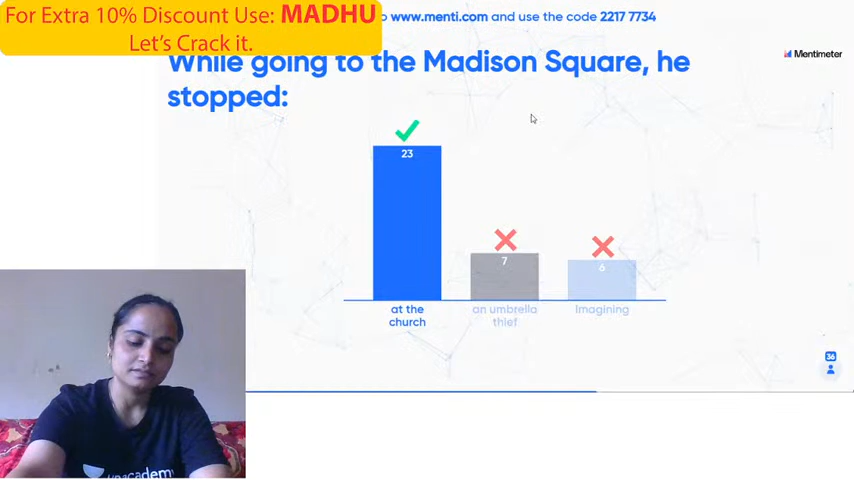 For Extra 10% Discount Use: MADHU
Let's Crack it.
www.menti.com and use the code 2217 7734
Mentimeter
While going to the Madison Square, he
stopped:
23
7
6
at the
church
an umbrella
thief
Imagining
36